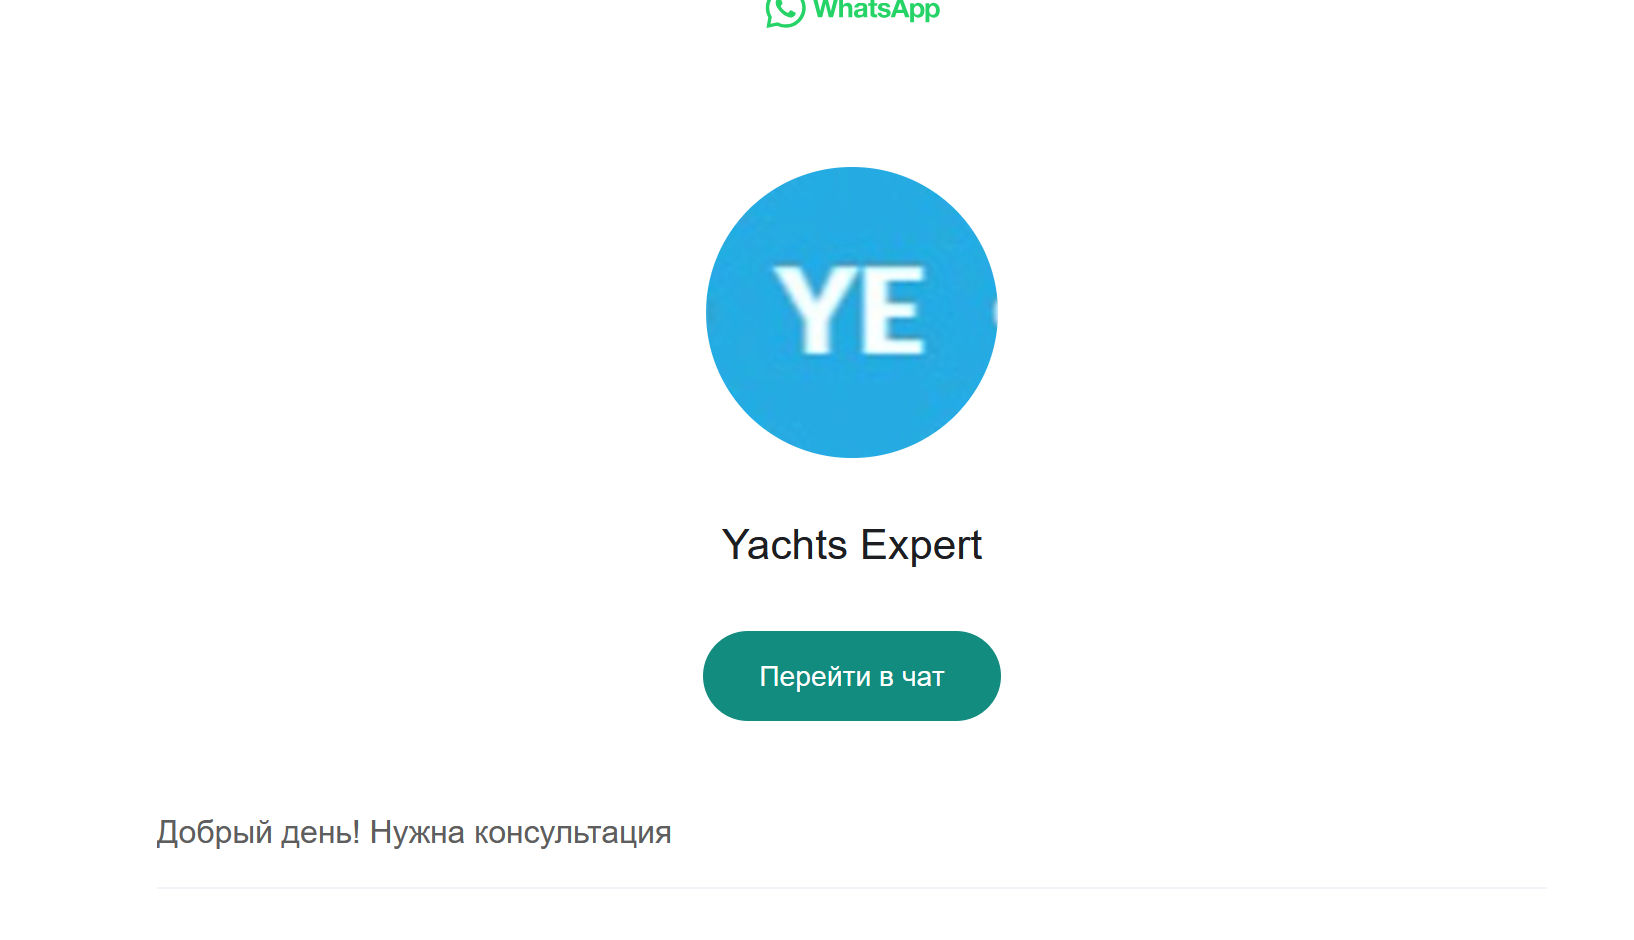 WhatsApp
YE
Yachts Expert
Перейти в чат
Добрый день! Нужна консультация